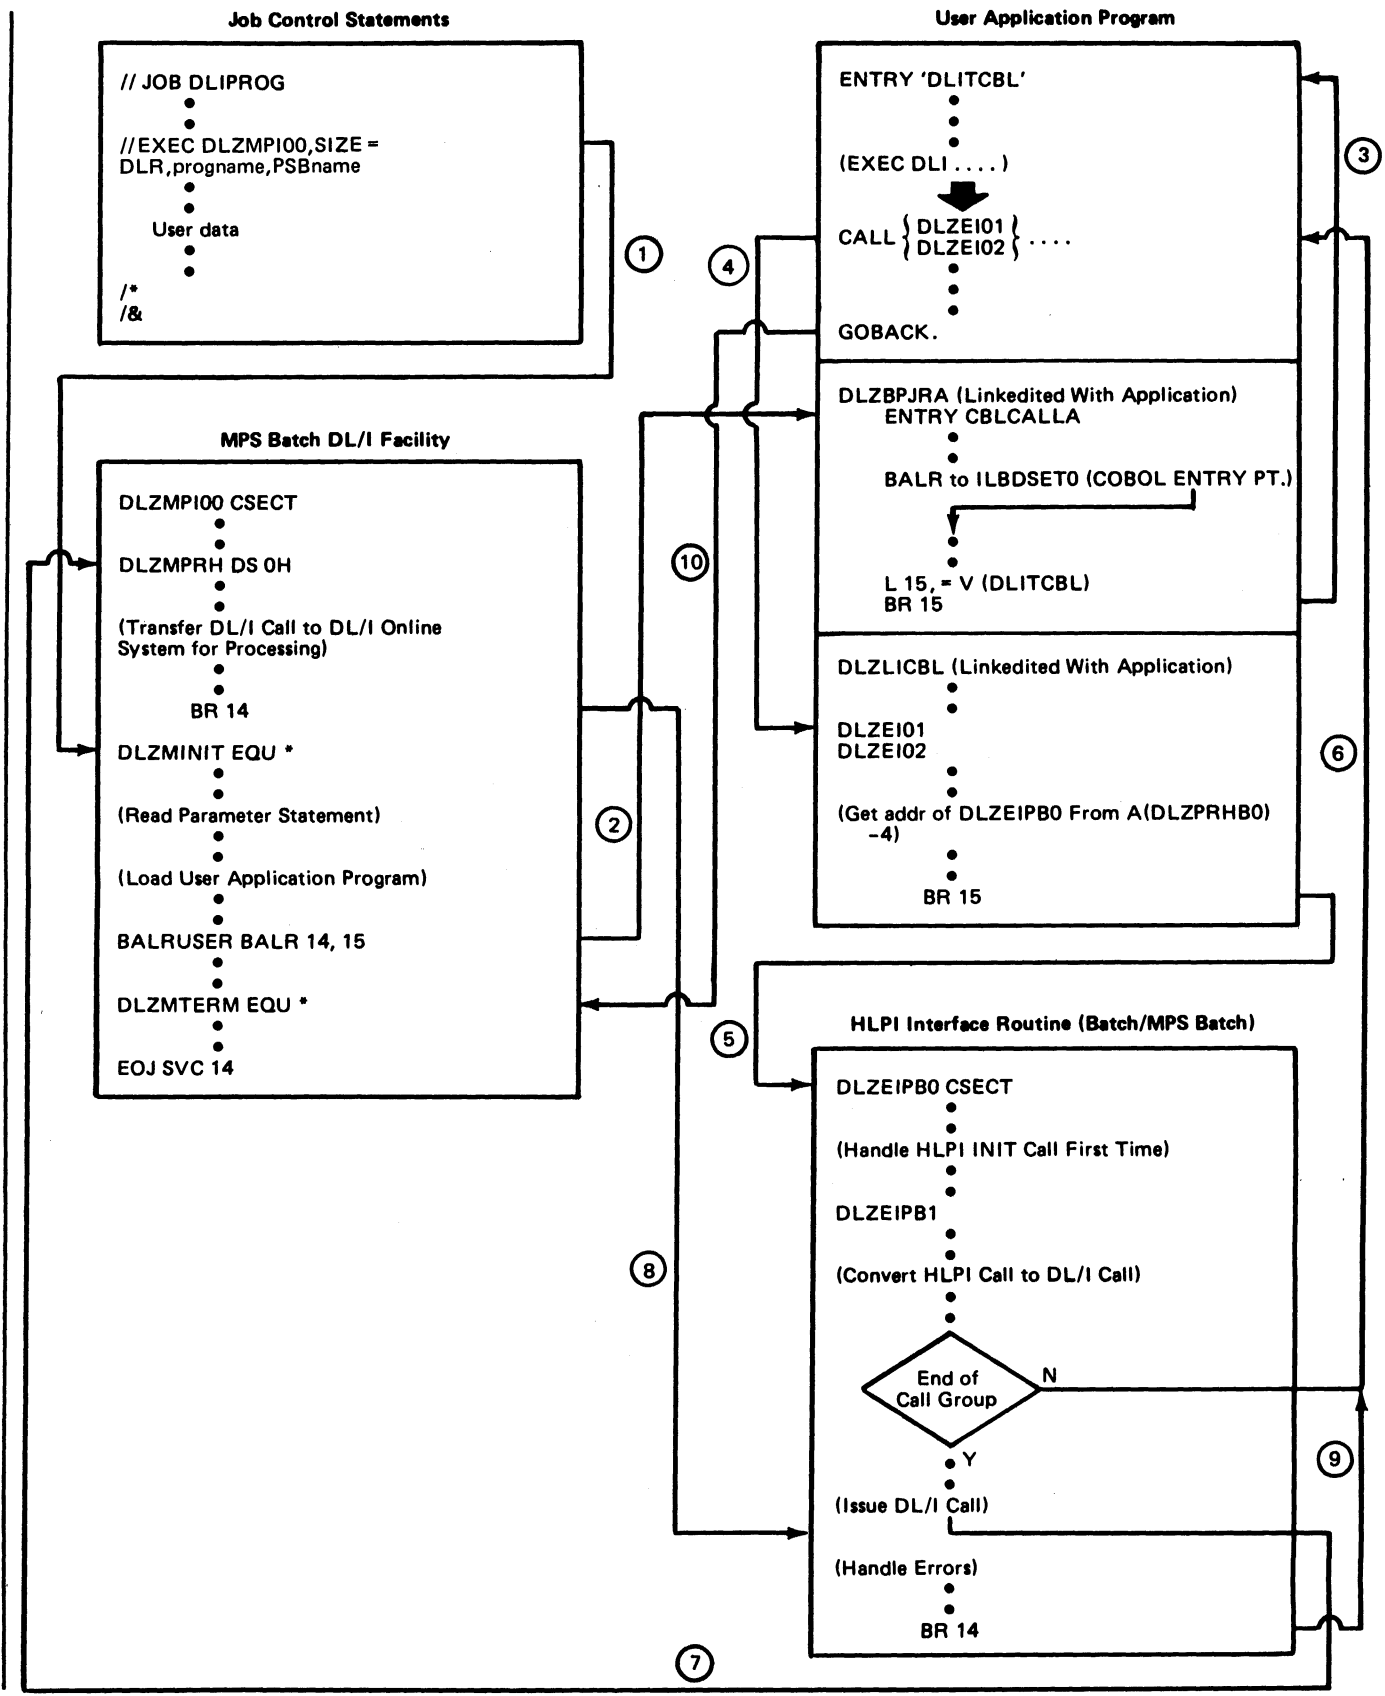 Job Control Statements
// JOB DLIPROG
//EXEC DLZMPI00,SIZE =
DLR,progname,PSBname
User data
/*
/&
1
MPS Batch DL/I Facility
DLZMPI00 CSECT
DLZMPRH DS 0H
(Transfer DL/I Call to DL/I Online
System for Processing)
BR 14
DLZMINIT EQU *
(Read Parameter Statement)
(Load User Application Program)
BALRUSER BALR 14, 15
DLZMTERM EQU *
EOJ SVC 14
2
10
8
7
User Application Program
ENTRY 'DLITCBL'
(EXEC DLI . . . . )
CALL { DLZEI01 } . . . .
DLZEI02
GOBACK.
3
4
DLZBPJRA (Linkedited With Application)
ENTRY CBLCALLA
BALR to ILBDSET0 (COBOL ENTRY PT.)
L 15, = V (DLITCBL)
BR 15
DLZLICBL (Linkedited With Application)
DLZEI01
DLZEI02
(Get addr of DLZEIPB0 From A(DLZPRHB0)
-4)
BR 15
6
5
HLPI Interface Routine (Batch/MPS Batch)
DLZEIPB0 CSECT
(Handle HLPI INIT Call First Time)
DLZEIPB1
(Convert HLPI Call to DL/I Call)
End of
Call Group
N
Y
(Issue DL/I Call)
(Handle Errors)
BR 14
9